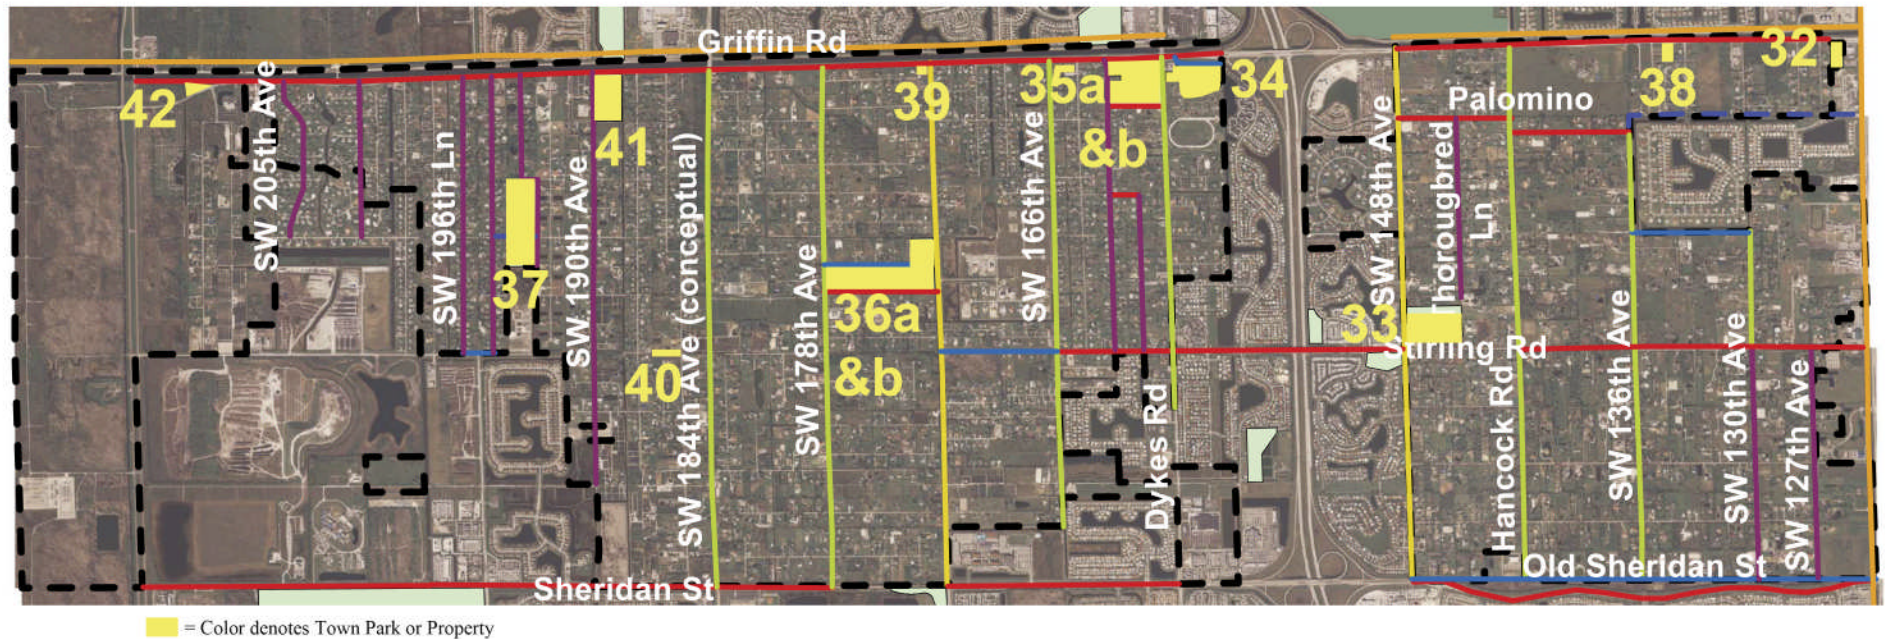 Griffin Rd
42
SW 205th Ave
SW 196th Ln
37
SW 190th Ave
41
40
SW 184th Ave (conceptual)
SW 178th Ave
39
36a
&b
SW 166th Ave
35a
&b
34
Dykes Rd
SW 148th Ave
33
Palomino
Thoroughbred
Ln
38
32
Stirling Rd
Hancock Rd
SW 136th Ave
SW 130th Ave
SW 127th Ave
Old Sheridan St
Sheridan St
= Color denotes Town Park or Property